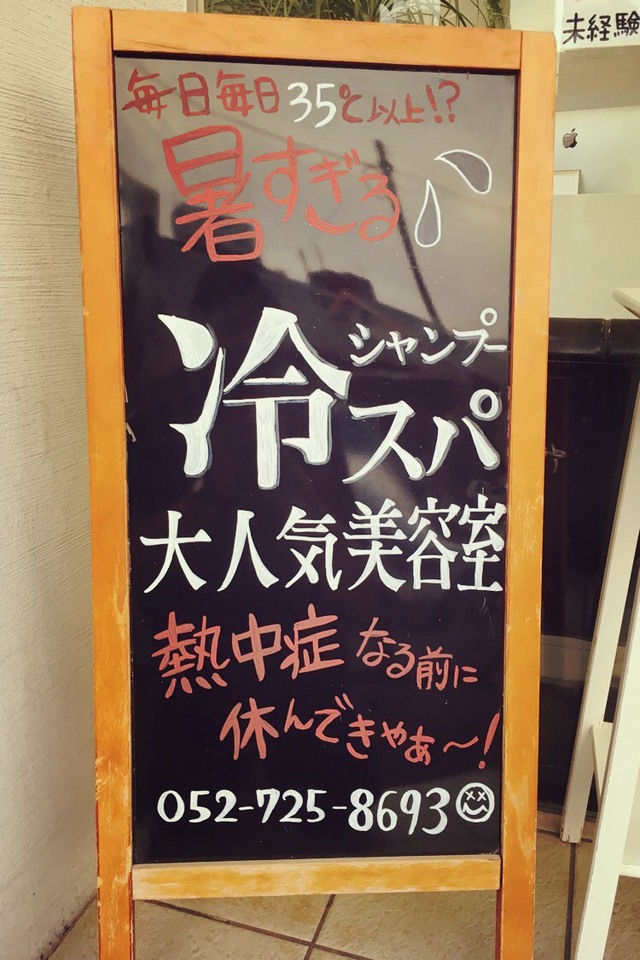 毎日毎日35℃以上!?
暑すぎる
冷シャンプー
スパ
大人気美容室
熱中症なる前に
休んできゃあ〜!
052-725-8693
未経験